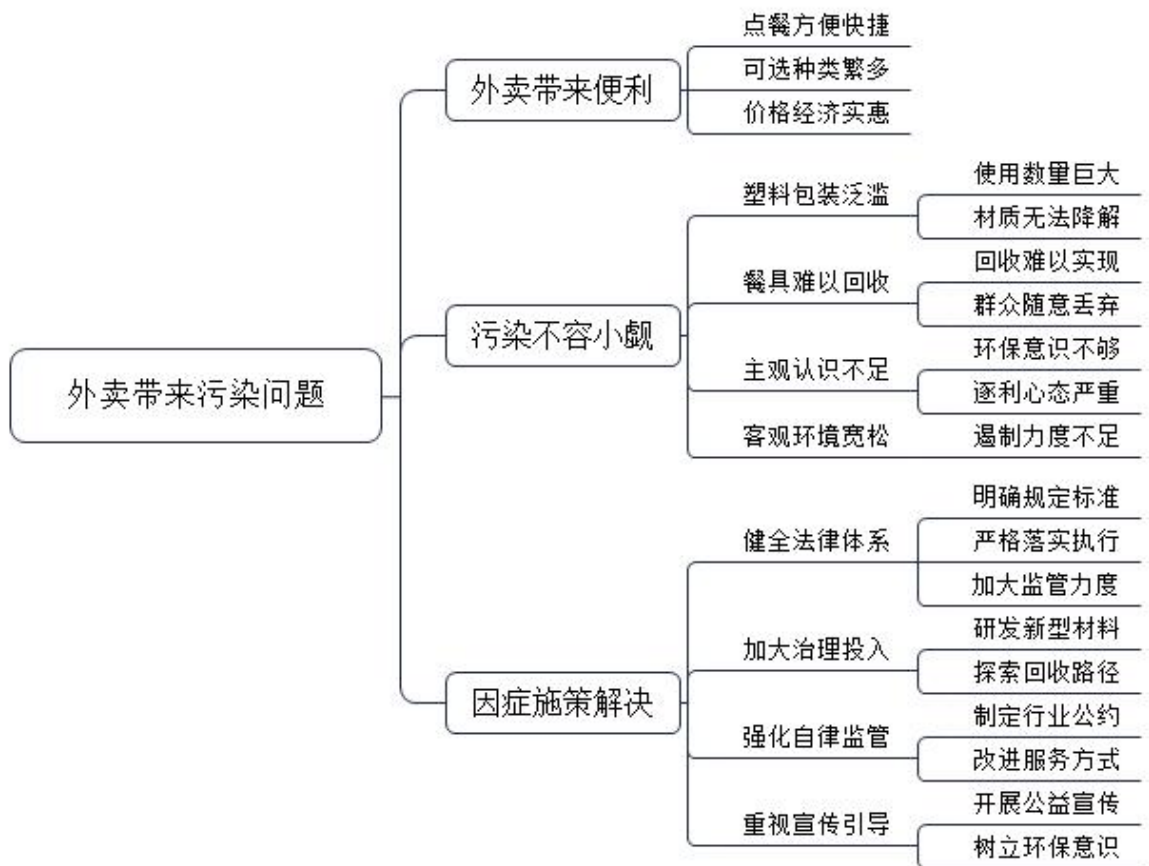 外卖带来污染问题
外卖带来便利
点餐方便快捷
可选种类繁多
价格经济实惠
污染不容小觑
塑料包装泛滥
使用数量巨大
材质无法降解
餐具难以回收
回收难以实现
群众随意丢弃
主观认识不足
环保意识不够
逐利心态严重
客观环境宽松
遏制力度不足
因症施策解决
健全法律体系
明确规定标准
严格落实执行
加大监管力度
加大治理投入
研发新型材料
探索回收路径
强化自律监管
制定行业公约
改进服务方式
重视宣传引导
开展公益宣传
树立环保意识